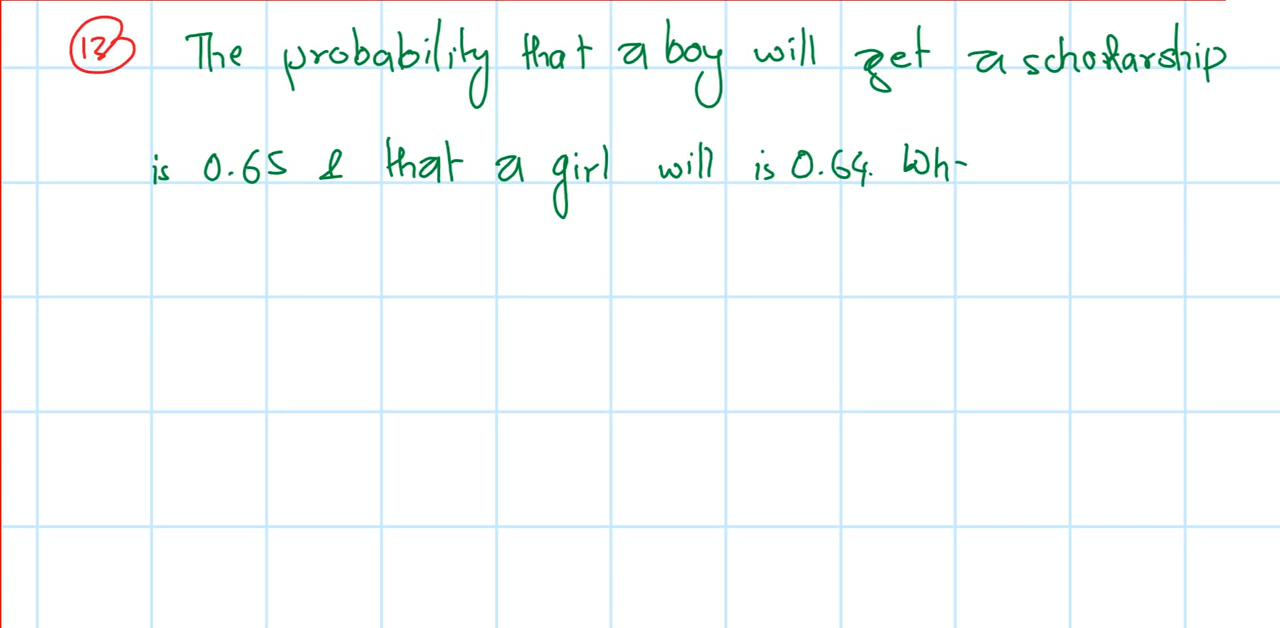 13 The probability that a boy will get a scholarship
is 0.65 & that a girl will is 0.64. Wh-